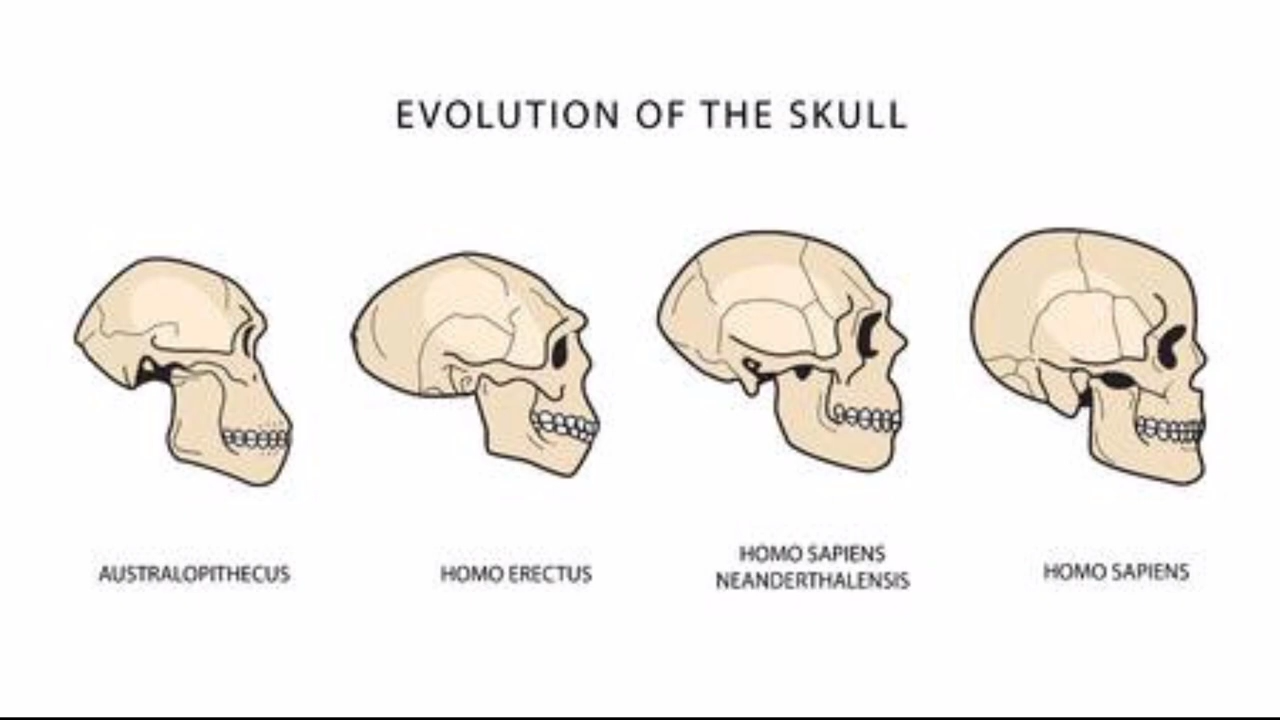 EVOLUTION OF THE SKULL
AUSTRALOPITHECUS
HOMO ERECTUS
HOMO SAPIENS
NEANDERTHALENSIS
HOMO SAPIENS